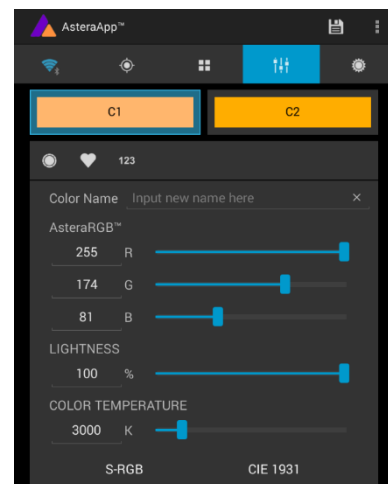 AsteraApp™
C1 C2
123
Color Name Input new name here ×
AsteraRGB™
255 R
174 G
81 B
LIGHTNESS
100 %
COLOR TEMPERATURE
3000 K
S-RGB CIE 1931